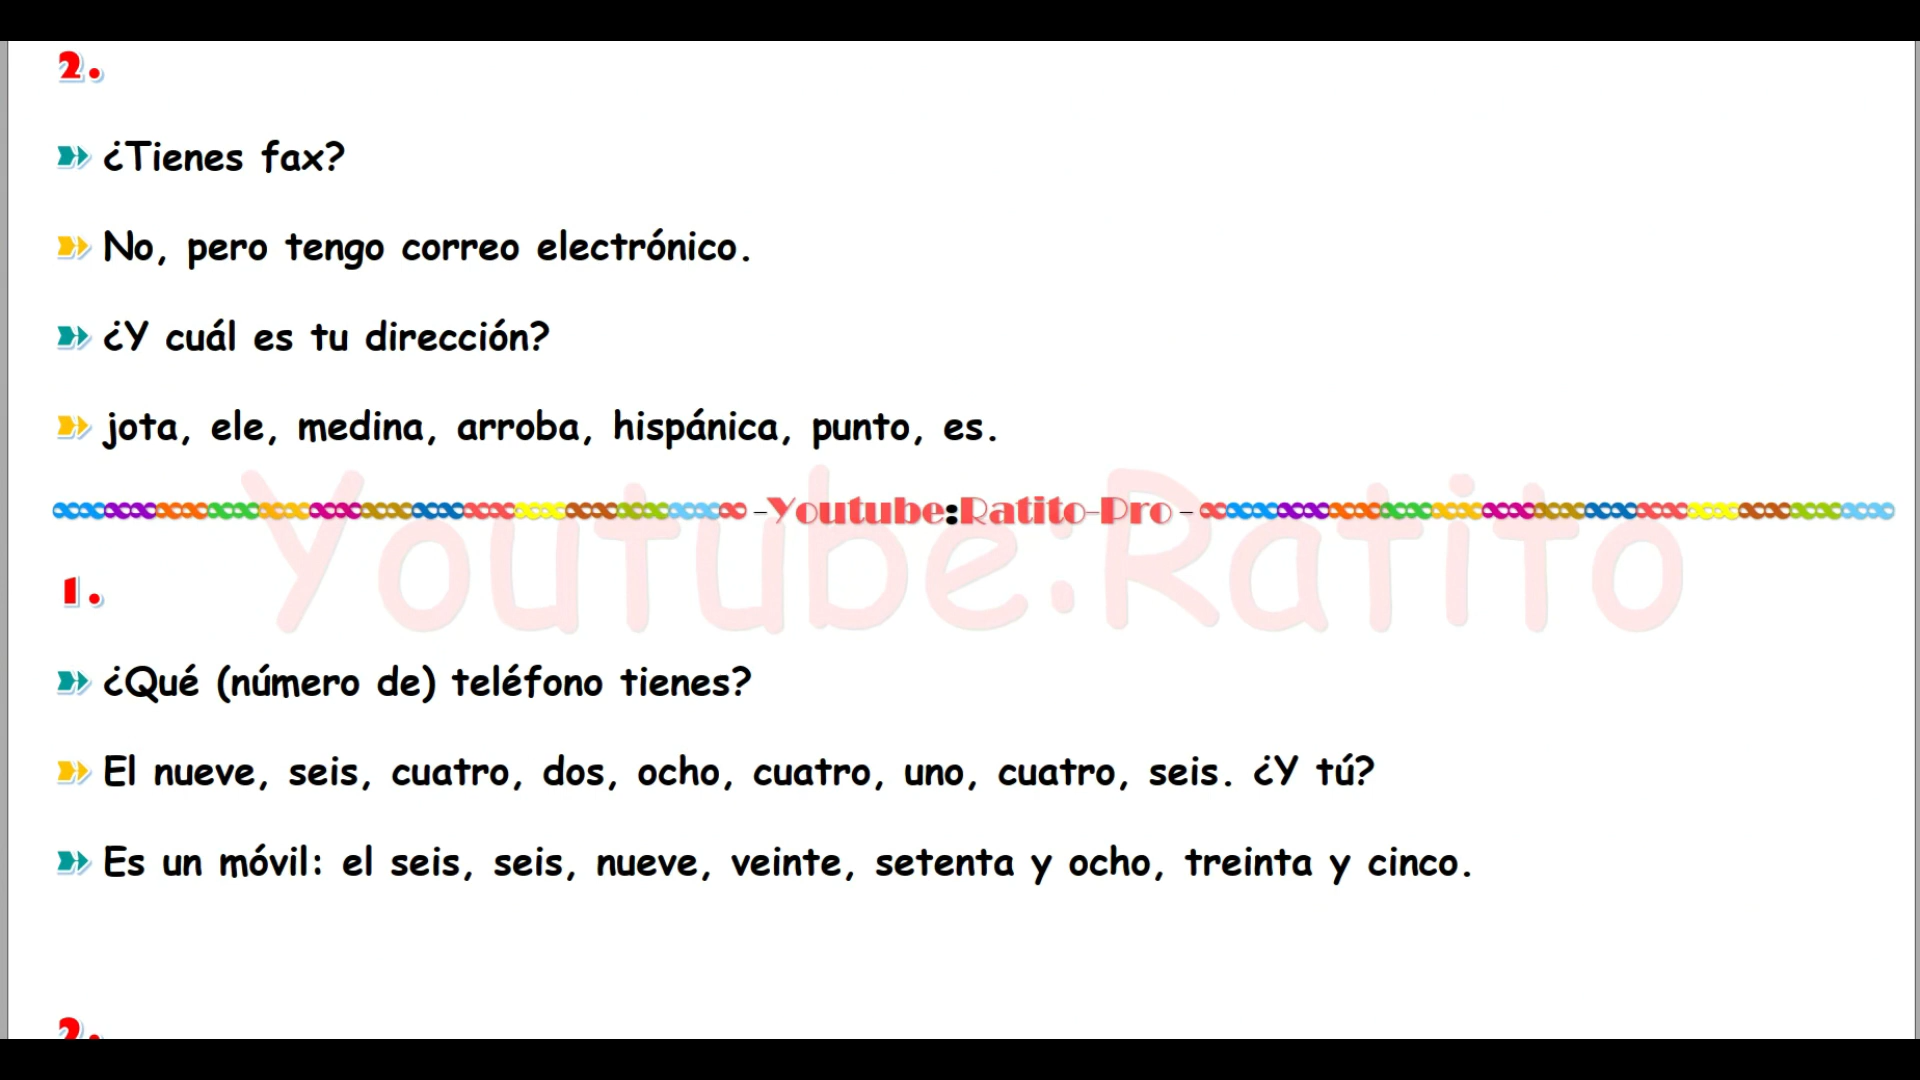 2.
¿Tienes fax?
No, pero tengo correo electrónico.
¿Y cuál es tu dirección?
jota, ele, medina, arroba, hispánica, punto, es.
-Youtube:Ratito-Pro -
Youtube:Ratito
1.
¿Qué (número de) teléfono tienes?
El nueve, seis, cuatro, dos, ocho, cuatro, uno, cuatro, seis. ¿Y tú?
Es un móvil: el seis, seis, nueve, veinte, setenta y ocho, treinta y cinco.
2.